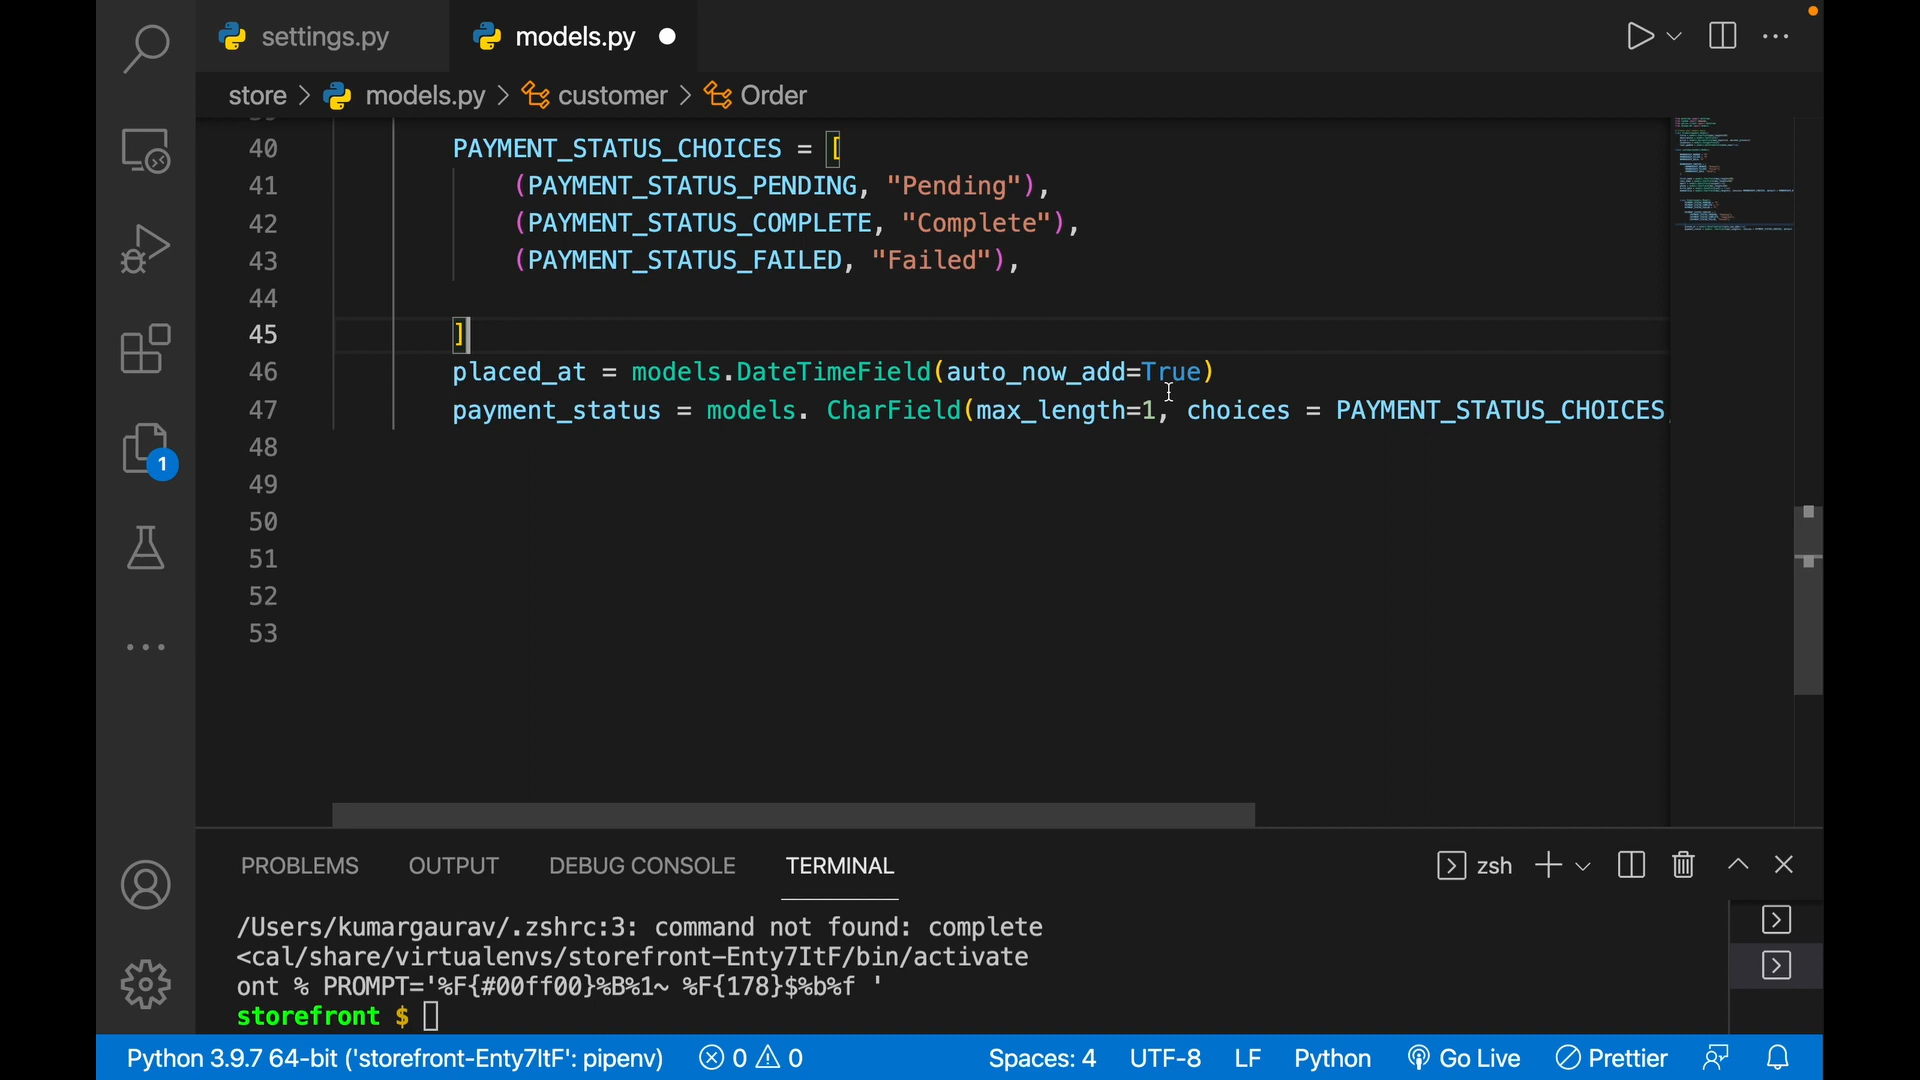 settings.py
models.py
store > models.py > customer > Order
40 PAYMENT_STATUS_CHOICES = [
41 (PAYMENT_STATUS_PENDING, "Pending"),
42 (PAYMENT_STATUS_COMPLETE, "Complete"),
43 (PAYMENT_STATUS_FAILED, "Failed"),
44
45 ]
46 placed_at = models.DateTimeField(auto_now_add=True)
47 payment_status = models. CharField(max_length=1, choices = PAYMENT_STATUS_CHOICES,
48
49
50
51
52
53
1
PROBLEMS OUTPUT DEBUG CONSOLE TERMINAL zsh
/Users/kumargaurav/.zshrc:3: command not found: complete
<cal/share/virtualenvs/storefront-Enty7ItF/bin/activate
ont % PROMPT='%F{#00ff00}%B%1~ %F{178}$%b%f '
storefront $
Python 3.9.7 64-bit ('storefront-Enty7ItF': pipenv) 0 0 Spaces: 4 UTF-8 LF Python Go Live Prettier